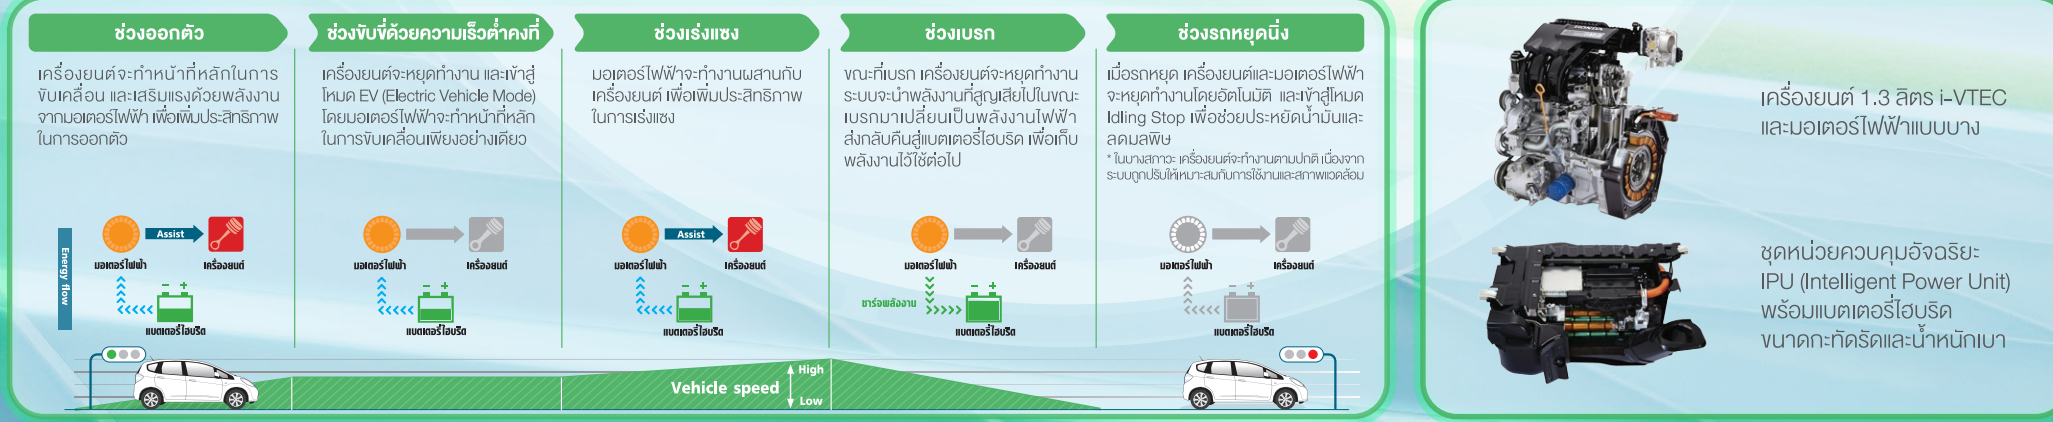 ช่วงออกตัว
เครื่องยนต์จะทำหน้าที่หลักในการ
ขับเคลื่อน และเสริมแรงด้วยพลังงาน
จากมอเตอร์ไฟฟ้า เพื่อเพิ่มประสิทธิภาพ
ในการออกตัว
ช่วงขับขี่ด้วยความเร็วต่ำคงที่
เครื่องยนต์จะหยุดทำงาน และเข้าสู่
โหมด EV (Electric Vehicle Mode)
โดยมอเตอร์ไฟฟ้าจะทำหน้าที่หลัก
ในการขับเคลื่อนเพียงอย่างเดียว
ช่วงเร่งแซง
มอเตอร์ไฟฟ้าจะทำงานผสานกับ
เครื่องยนต์ เพื่อเพิ่มประสิทธิภาพ
ในการเร่งแซง
ช่วงเบรก
ขณะที่เบรก เครื่องยนต์จะหยุดทำงาน
ระบบจะนำพลังงานที่สูญเสียไปในขณะ
เบรกมาเปลี่ยนเป็นพลังงานไฟฟ้า
ส่งกลับคืนสู่แบตเตอรี่ไฮบริด เพื่อเก็บ
พลังงานไว้ใช้ต่อไป
ช่วงรถหยุดนิ่ง
เมื่อรถหยุด เครื่องยนต์และมอเตอร์ไฟฟ้า
จะหยุดทำงานโดยอัตโนมัติ และเข้าสู่โหมด
Idling Stop เพื่อช่วยประหยัดน้ำมันและ
ลดมลพิษ
* ในบางสภาวะ เครื่องยนต์จะทำงานตามปกติ เนื่องจาก
ระบบถูกปรับให้เหมาะสมกับการใช้งานและสภาพแวดล้อม
Energy flow
Assist
มอเตอร์ไฟฟ้า
เครื่องยนต์
- +
แบตเตอรี่ไฮบริด
มอเตอร์ไฟฟ้า
เครื่องยนต์
- +
แบตเตอรี่ไฮบริด
Assist
มอเตอร์ไฟฟ้า
เครื่องยนต์
- +
แบตเตอรี่ไฮบริด
มอเตอร์ไฟฟ้า
เครื่องยนต์
- +
ชาร์จพลังงาน
แบตเตอรี่ไฮบริด
มอเตอร์ไฟฟ้า
เครื่องยนต์
- +
แบตเตอรี่ไฮบริด
Vehicle speed
High
Low
HONDA
เครื่องยนต์ 1.3 ลิตร i-VTEC
และมอเตอร์ไฟฟ้าแบบบาง
ชุดหน่วยควบคุมอัจฉริยะ
IPU (Intelligent Power Unit)
พร้อมแบตเตอรี่ไฮบริด
ขนาดกะทัดรัดและน้ำหนักเบา